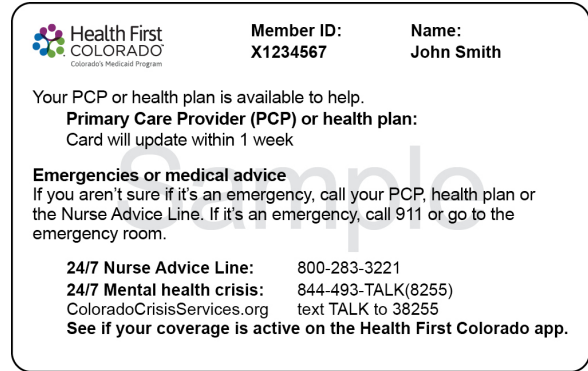 Health First
COLORADO
Colorado's Medicaid Program
Member ID:
X1234567
Name:
John Smith
Your PCP or health plan is available to help.
Primary Care Provider (PCP) or health plan:
Card will update within 1 week
Sample
Emergencies or medical advice
If you aren't sure if it's an emergency, call your PCP, health plan or
the Nurse Advice Line. If it's an emergency, call 911 or go to the
emergency room.
24/7 Nurse Advice Line: 800-283-3221
24/7 Mental health crisis: 844-493-TALK(8255)
ColoradoCrisisServices.org text TALK to 38255
See if your coverage is active on the Health First Colorado app.